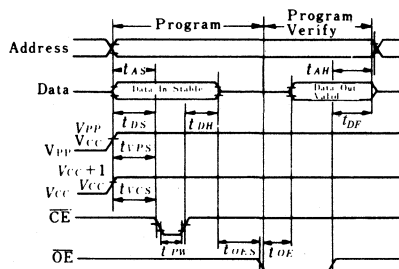 Program
Program
Verify
Address
tAS
tAH
Data
Data In Stable
Data Out
Valid
tDS
tDH
tDF
VPP
VCC
VPP
tVPS
VCC+1
VCC
VCC
tVCS
CE
tPW
tOES
tOE
OE